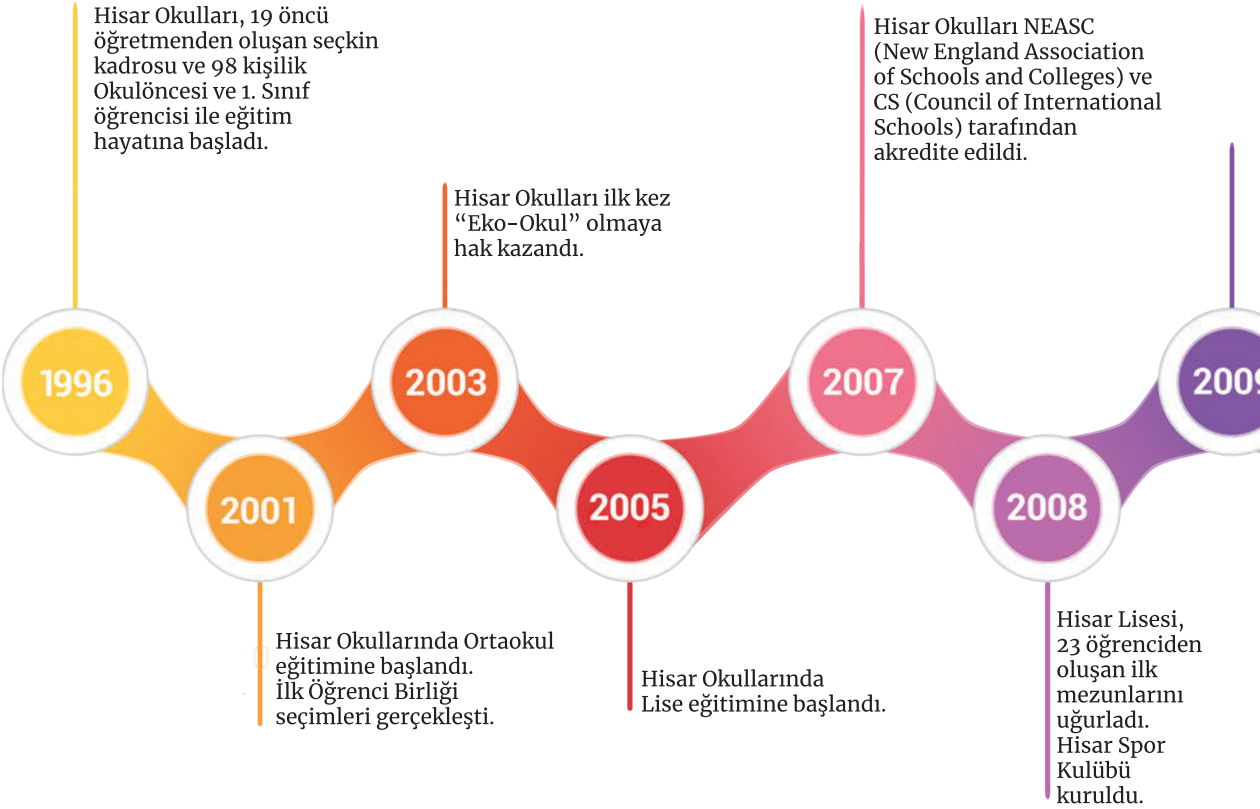 Hisar Okulları, 19 öncü
öğretmenden oluşan seçkin
kadrosu ve 98 kişilik
Okulöncesi ve 1. Sınıf
öğrencisi ile eğitim
hayatına başladı.
1996
2001
Hisar Okullarında Ortaokul
eğitimine başlandı.
İlk Öğrenci Birliği
seçimleri gerçekleşti.
Hisar Okulları ilk kez
“Eko-Okul” olmaya
hak kazandı.
2003
2005
Hisar Okullarında
Lise eğitimine başlandı.
Hisar Okulları NEASC
(New England Association
of Schools and Colleges) ve
CS (Council of International
Schools) tarafından
akredite edildi.
2007
2008
Hisar Lisesi,
23 öğrenciden
oluşan ilk
mezunlarını
uğurladı.
Hisar Spor
Kulübü
kuruldu.
2009